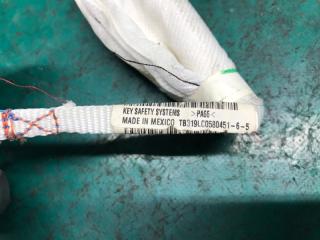 KEY SAFETY SYSTEMS >PA66<
MADE IN MEXICO TB319LC0580451-6-5